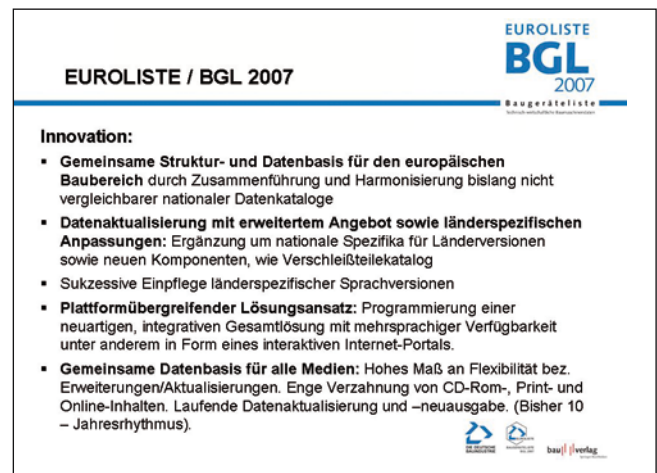 EUROLISTE
BGL
2007
Baugeräteliste
EUROLISTE / BGL 2007
Innovation:
▪ Gemeinsame Struktur- und Datenbasis für den europäischen
Baubereich durch Zusammenführung und Harmonisierung bislang nicht
vergleichbarer nationaler Datenkataloge
▪ Datenaktualisierung mit erweitertem Angebot sowie länderspezifischen
Anpassungen: Ergänzung um nationale Spezifika für Länderversionen
sowie neuen Komponenten, wie Verschleißteilekatalog
▪ Sukzessive Einpflege länderspezifischer Sprachversionen
▪ Plattformübergreifender Lösungsansatz: Programmierung einer
neuartigen, integrativen Gesamtlösung mit mehrsprachiger Verfügbarkeit
unter anderem in Form eines interaktiven Internet-Portals.
▪ Gemeinsame Datenbasis für alle Medien: Hohes Maß an Flexibilität bez.
Erweiterungen/Aktualisierungen. Enge Verzahnung von CD-Rom-, Print- und
Online-Inhalten. Laufende Datenaktualisierung und –neuausgabe. (Bisher 10
– Jahresrhythmus).
DIE DEUTSCHE
BAUINDUSTRIE
bau verlag